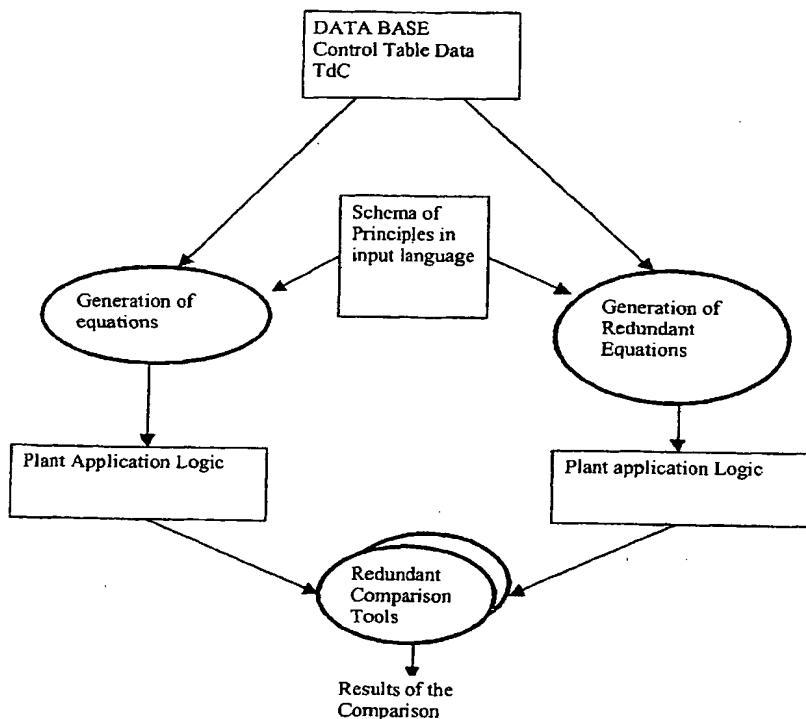 DATA BASE
Control Table Data
TdC
Schema of
Principles in
input language
Generation of
equations
Generation of
Redundant
Equations
Plant Application Logic
Plant application Logic
Redundant
Comparison
Tools
Results of the
Comparison